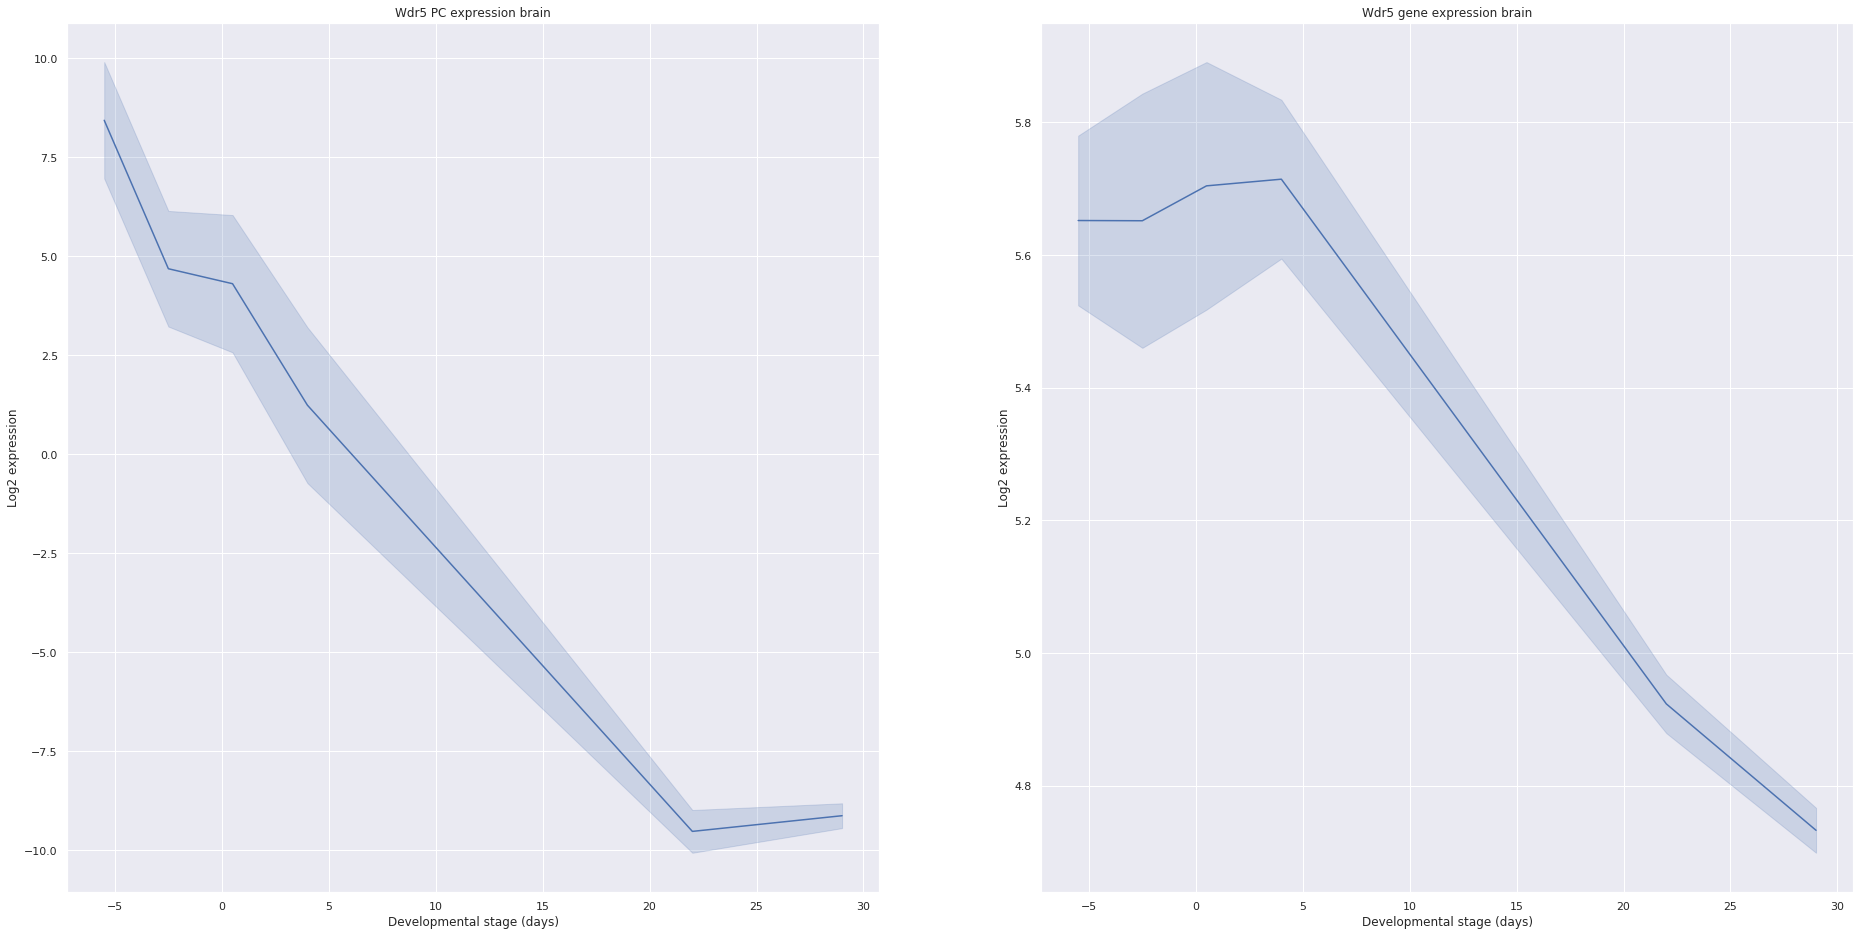 Wdr5 PC expression brain
Log2 expression
10.0
7.5
5.0
2.5
0.0
−2.5
−5.0
−7.5
−10.0
−5 0 5 10 15 20 25 30
Developmental stage (days)
Wdr5 gene expression brain
Log2 expression
5.8
5.6
5.4
5.2
5.0
4.8
−5 0 5 10 15 20 25 30
Developmental stage (days)